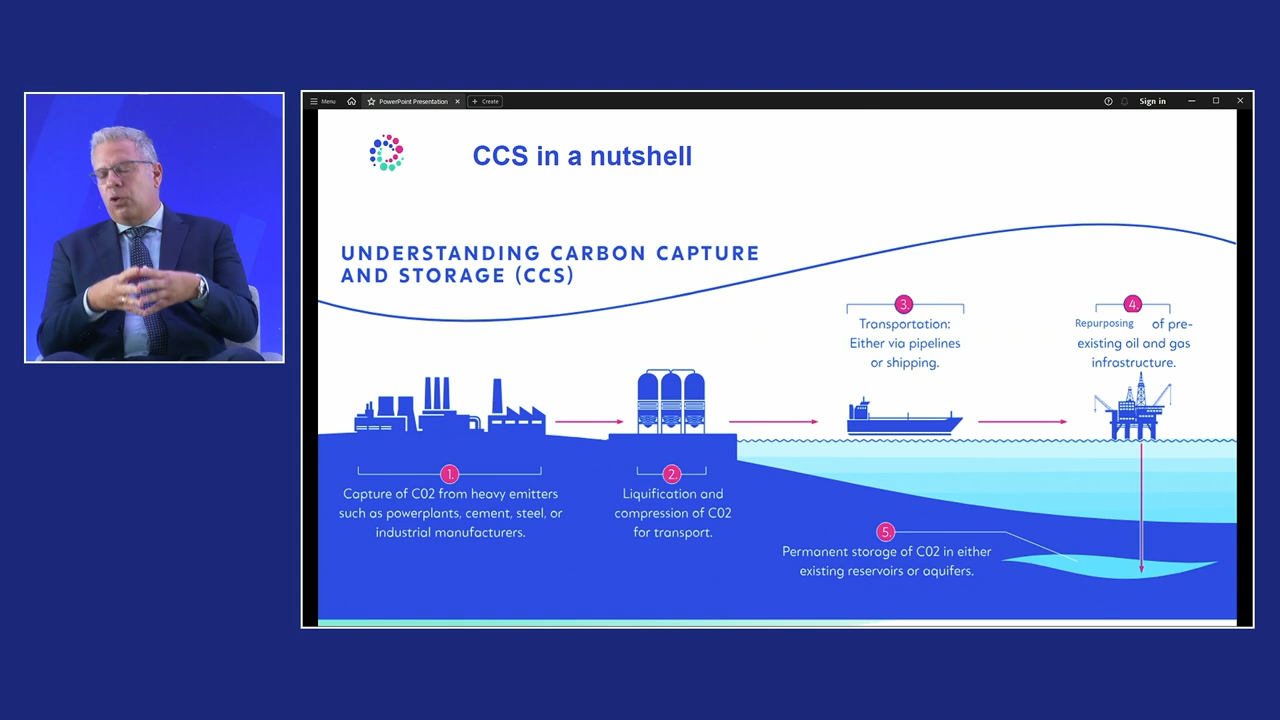 Menu
PowerPoint Presentation
Create
Sign in
CCS in a nutshell
UNDERSTANDING CARBON CAPTURE
AND STORAGE (CCS)
1.
Capture of C02 from heavy emitters
such as powerplants, cement, steel, or
industrial manufacturers.
2.
Liquification and
compression of C02
for transport.
3.
Transportation:
Either via pipelines
or shipping.
4.
Repurposing of pre-
existing oil and gas
infrastructure.
5.
Permanent storage of C02 in either
existing reservoirs or aquifers.